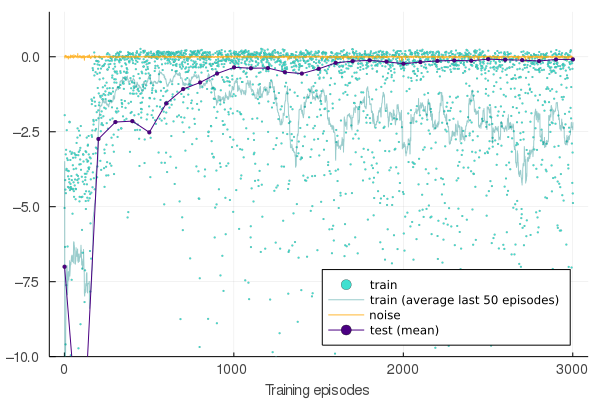 0.0
−2.5
−5.0
−7.5
−10.0
train
train (average last 50 episodes)
noise
test (mean)
0 1000 2000 3000
Training episodes